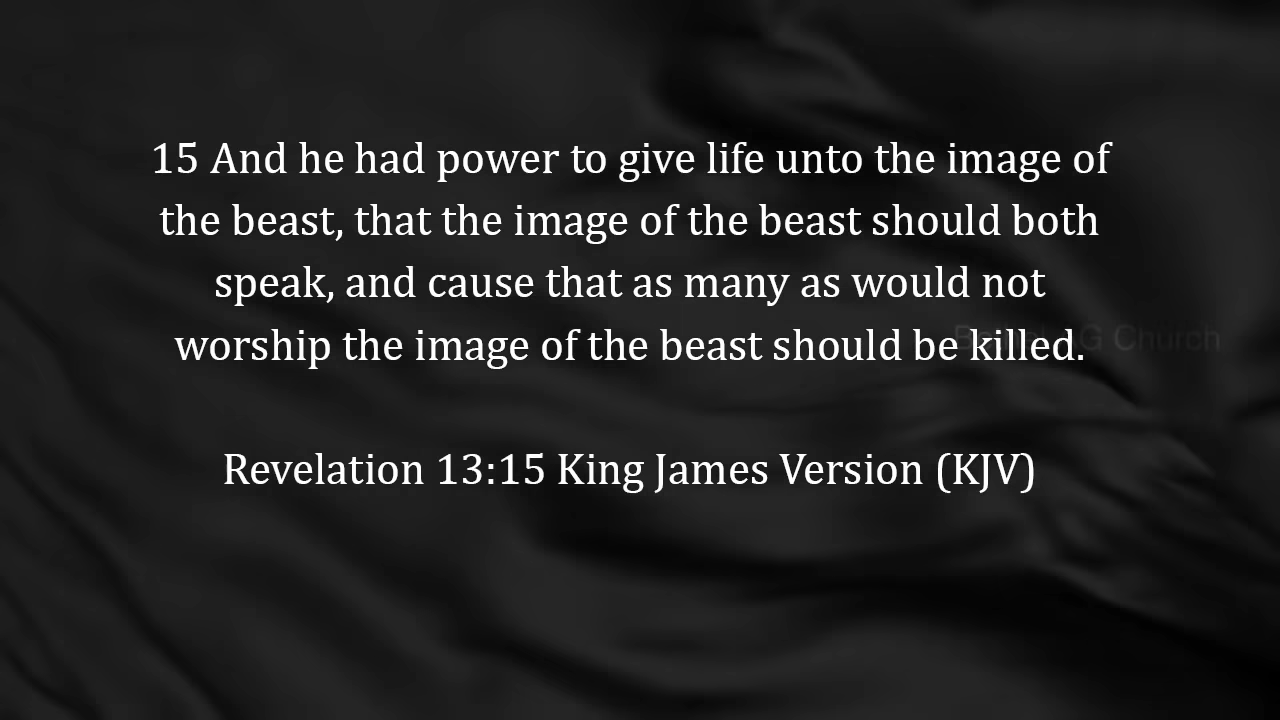 15 And he had power to give life unto the image of
the beast, that the image of the beast should both
speak, and cause that as many as would not
worship the image of the beast should be killed.
G Church
Revelation 13:15 King James Version (KJV)